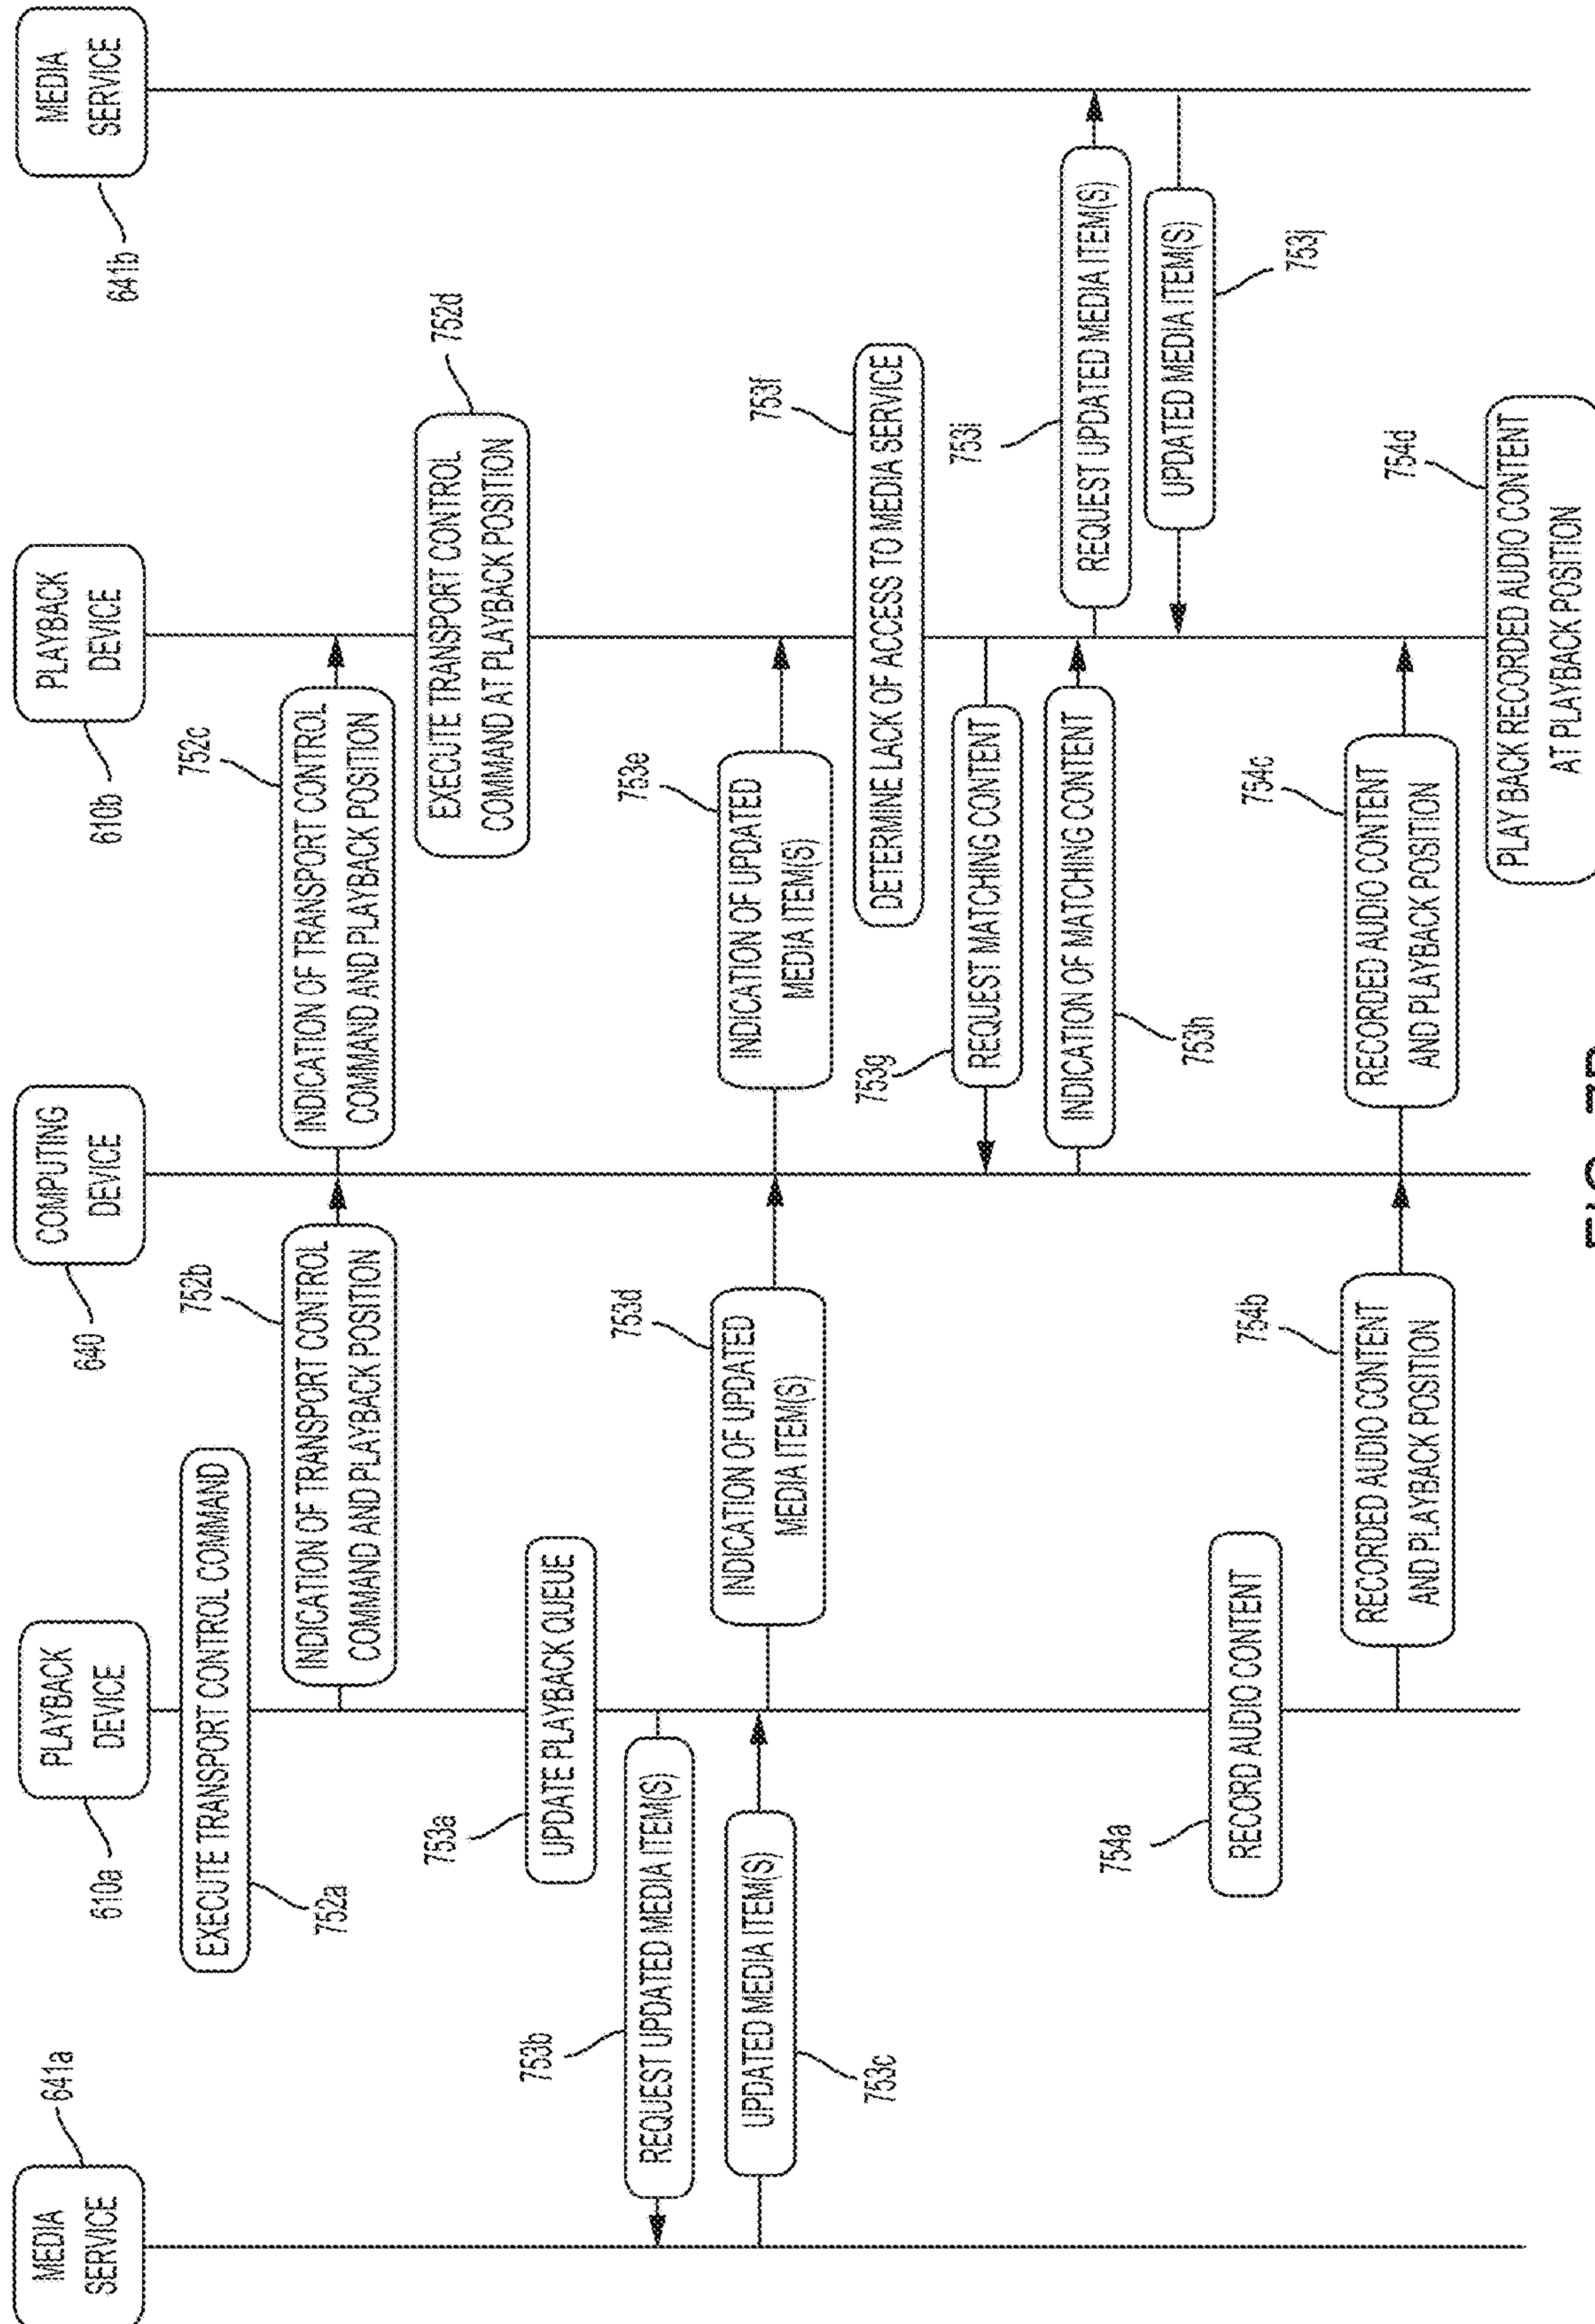 MEDIA
SERVICE
641a
PLAYBACK
DEVICE
610a
COMPUTING
DEVICE
640
PLAYBACK
DEVICE
610b
MEDIA
SERVICE
641b
EXECUTE TRANSPORT CONTROL COMMAND
752a
INDICATION OF TRANSPORT CONTROL
COMMAND AND PLAYBACK POSITION
752b
INDICATION OF TRANSPORT CONTROL
COMMAND AND PLAYBACK POSITION
752c
EXECUTE TRANSPORT CONTROL
COMMAND AT PLAYBACK POSITION
752d
753a
UPDATE PLAYBACK QUEUE
753b
REQUEST UPDATED MEDIA ITEM(S)
UPDATED MEDIA ITEM(S)
753c
753d
INDICATION OF UPDATED
MEDIA ITEM(S)
753e
INDICATION OF UPDATED
MEDIA ITEM(S)
753f
DETERMINE LACK OF ACCESS TO MEDIA SERVICE
753g
REQUEST MATCHING CONTENT
INDICATION OF MATCHING CONTENT
753h
753i
REQUEST UPDATED MEDIA ITEM(S)
UPDATED MEDIA ITEM(S)
753j
754a
RECORD AUDIO CONTENT
754b
RECORDED AUDIO CONTENT
AND PLAYBACK POSITION
754c
RECORDED AUDIO CONTENT
AND PLAYBACK POSITION
754d
PLAY BACK RECORDED AUDIO CONTENT
AT PLAYBACK POSITION